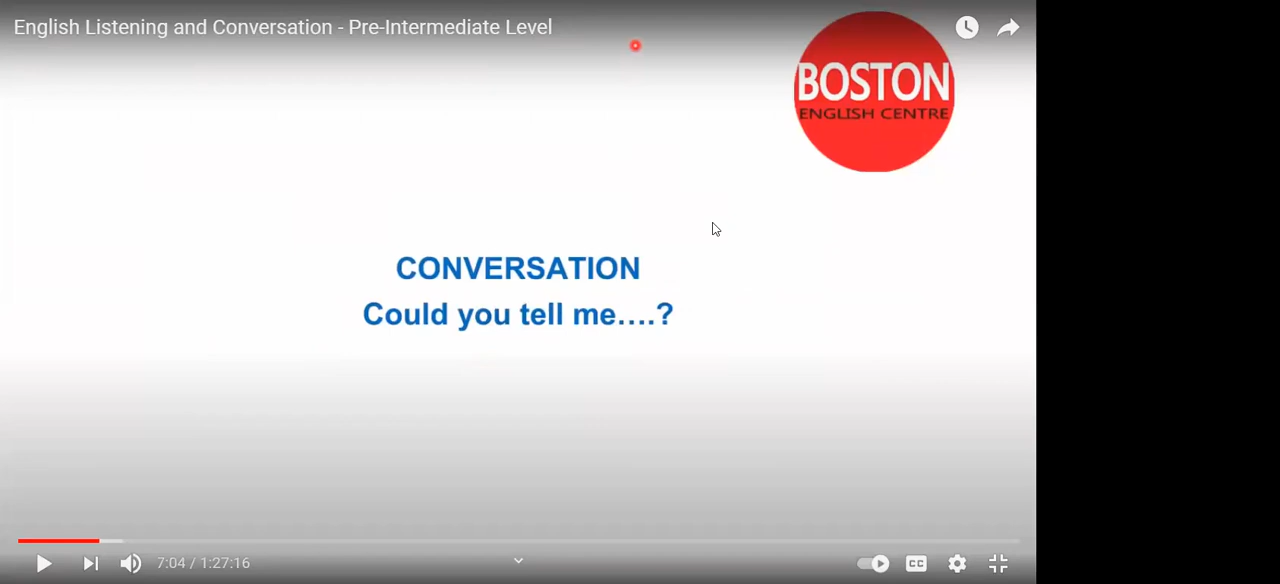 English Listening and Conversation - Pre-Intermediate Level
BOSTON
ENGLISH CENTRE
CONVERSATION
Could you tell me....?
7:04 / 1:27:16
CC